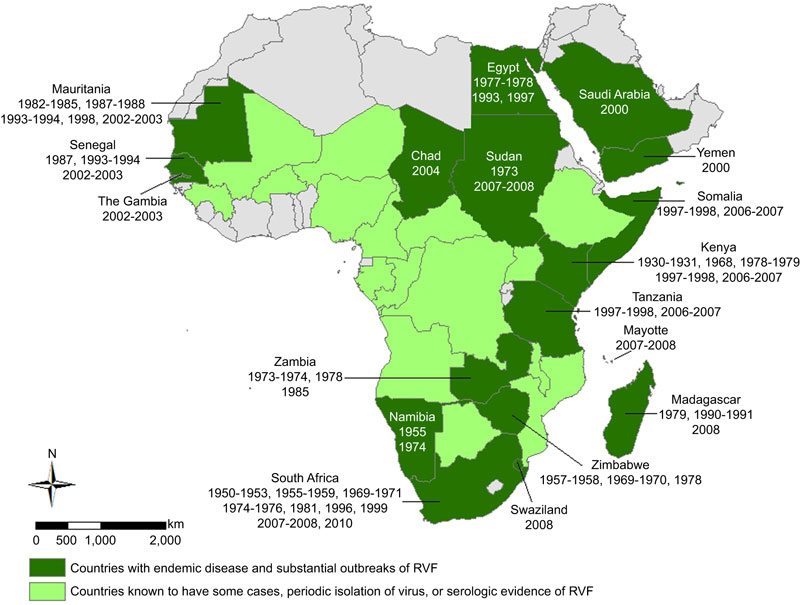 Egypt
1977-1978
1993, 1997
Saudi Arabia
2000
Mauritania
1982-1985, 1987-1988
1993-1994, 1998, 2002-2003
Senegal
1987, 1993-1994
2002-2003
The Gambia
2002-2003
Chad
2004
Sudan
1973
2007-2008
Yemen
2000
Somalia
1997-1998, 2006-2007
Kenya
1930-1931, 1968, 1978-1979
1997-1998, 2006-2007
Tanzania
1997-1998, 2006-2007
Mayotte
2007-2008
Zambia
1973-1974, 1978
1985
Madagascar
1979, 1990-1991
2008
Namibia
1955
1974
Zimbabwe
1957-1958, 1969-1970, 1978
South Africa
1950-1953, 1955-1959, 1969-1971
1974-1976, 1981, 1996, 1999
2007-2008, 2010
Swaziland
2008
N
km
0 500 1,000 2,000
Countries with endemic disease and substantial outbreaks of RVF
Countries known to have some cases, periodic isolation of virus, or serologic evidence of RVF